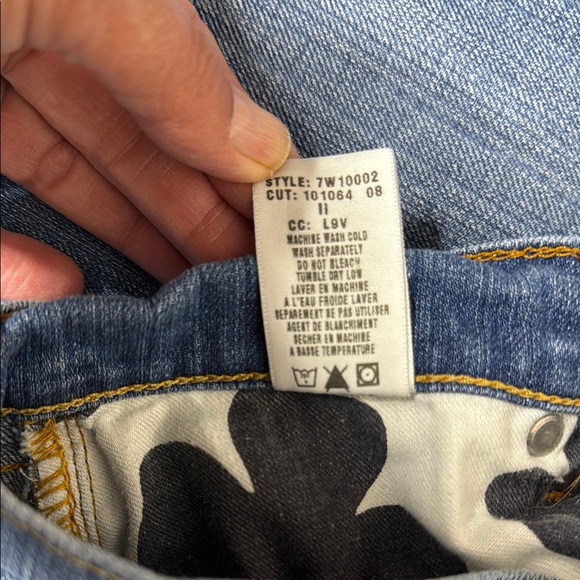 STYLE: 7W10002
CUT: 101064 08
II
CC: L9V
MACHINE WASH COLD
WASH SEPARATELY
DO NOT BLEACH
TUMBLE DRY LOW
LAVER EN MACHINE
A L'EAU FROIDE LAVER
SEPAREMENT NE PAS UTILISER
AGENT DE BLANCHIMENT
SECHER EN MACHINE
A BASSE TEMPERATURE